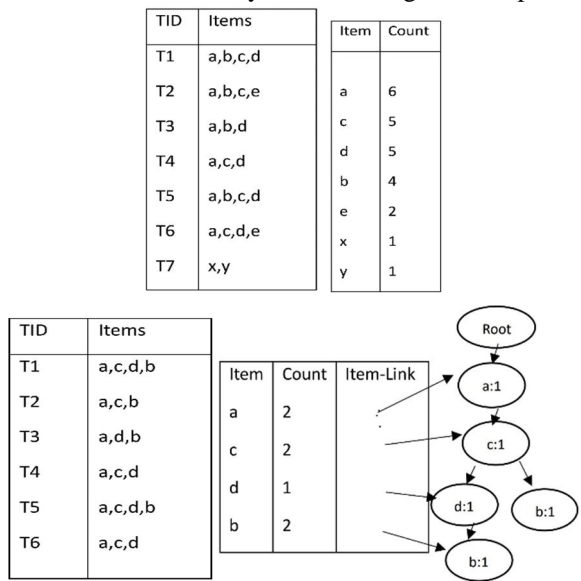 TID Items
T1 a,b,c,d
T2 a,b,c,e
T3 a,b,d
T4 a,c,d
T5 a,b,c,d
T6 a,c,d,e
T7 x,y
Item Count
a 6
c 5
d 5
b 4
e 2
x 1
y 1
TID Items
T1 a,c,d,b
T2 a,c,b
T3 a,d,b
T4 a,c,d
T5 a,c,d,b
T6 a,c,d
Item Count Item-Link
a 2
c 2
d 1
b 2
Root
a:1
c:1
d:1
b:1
b:1